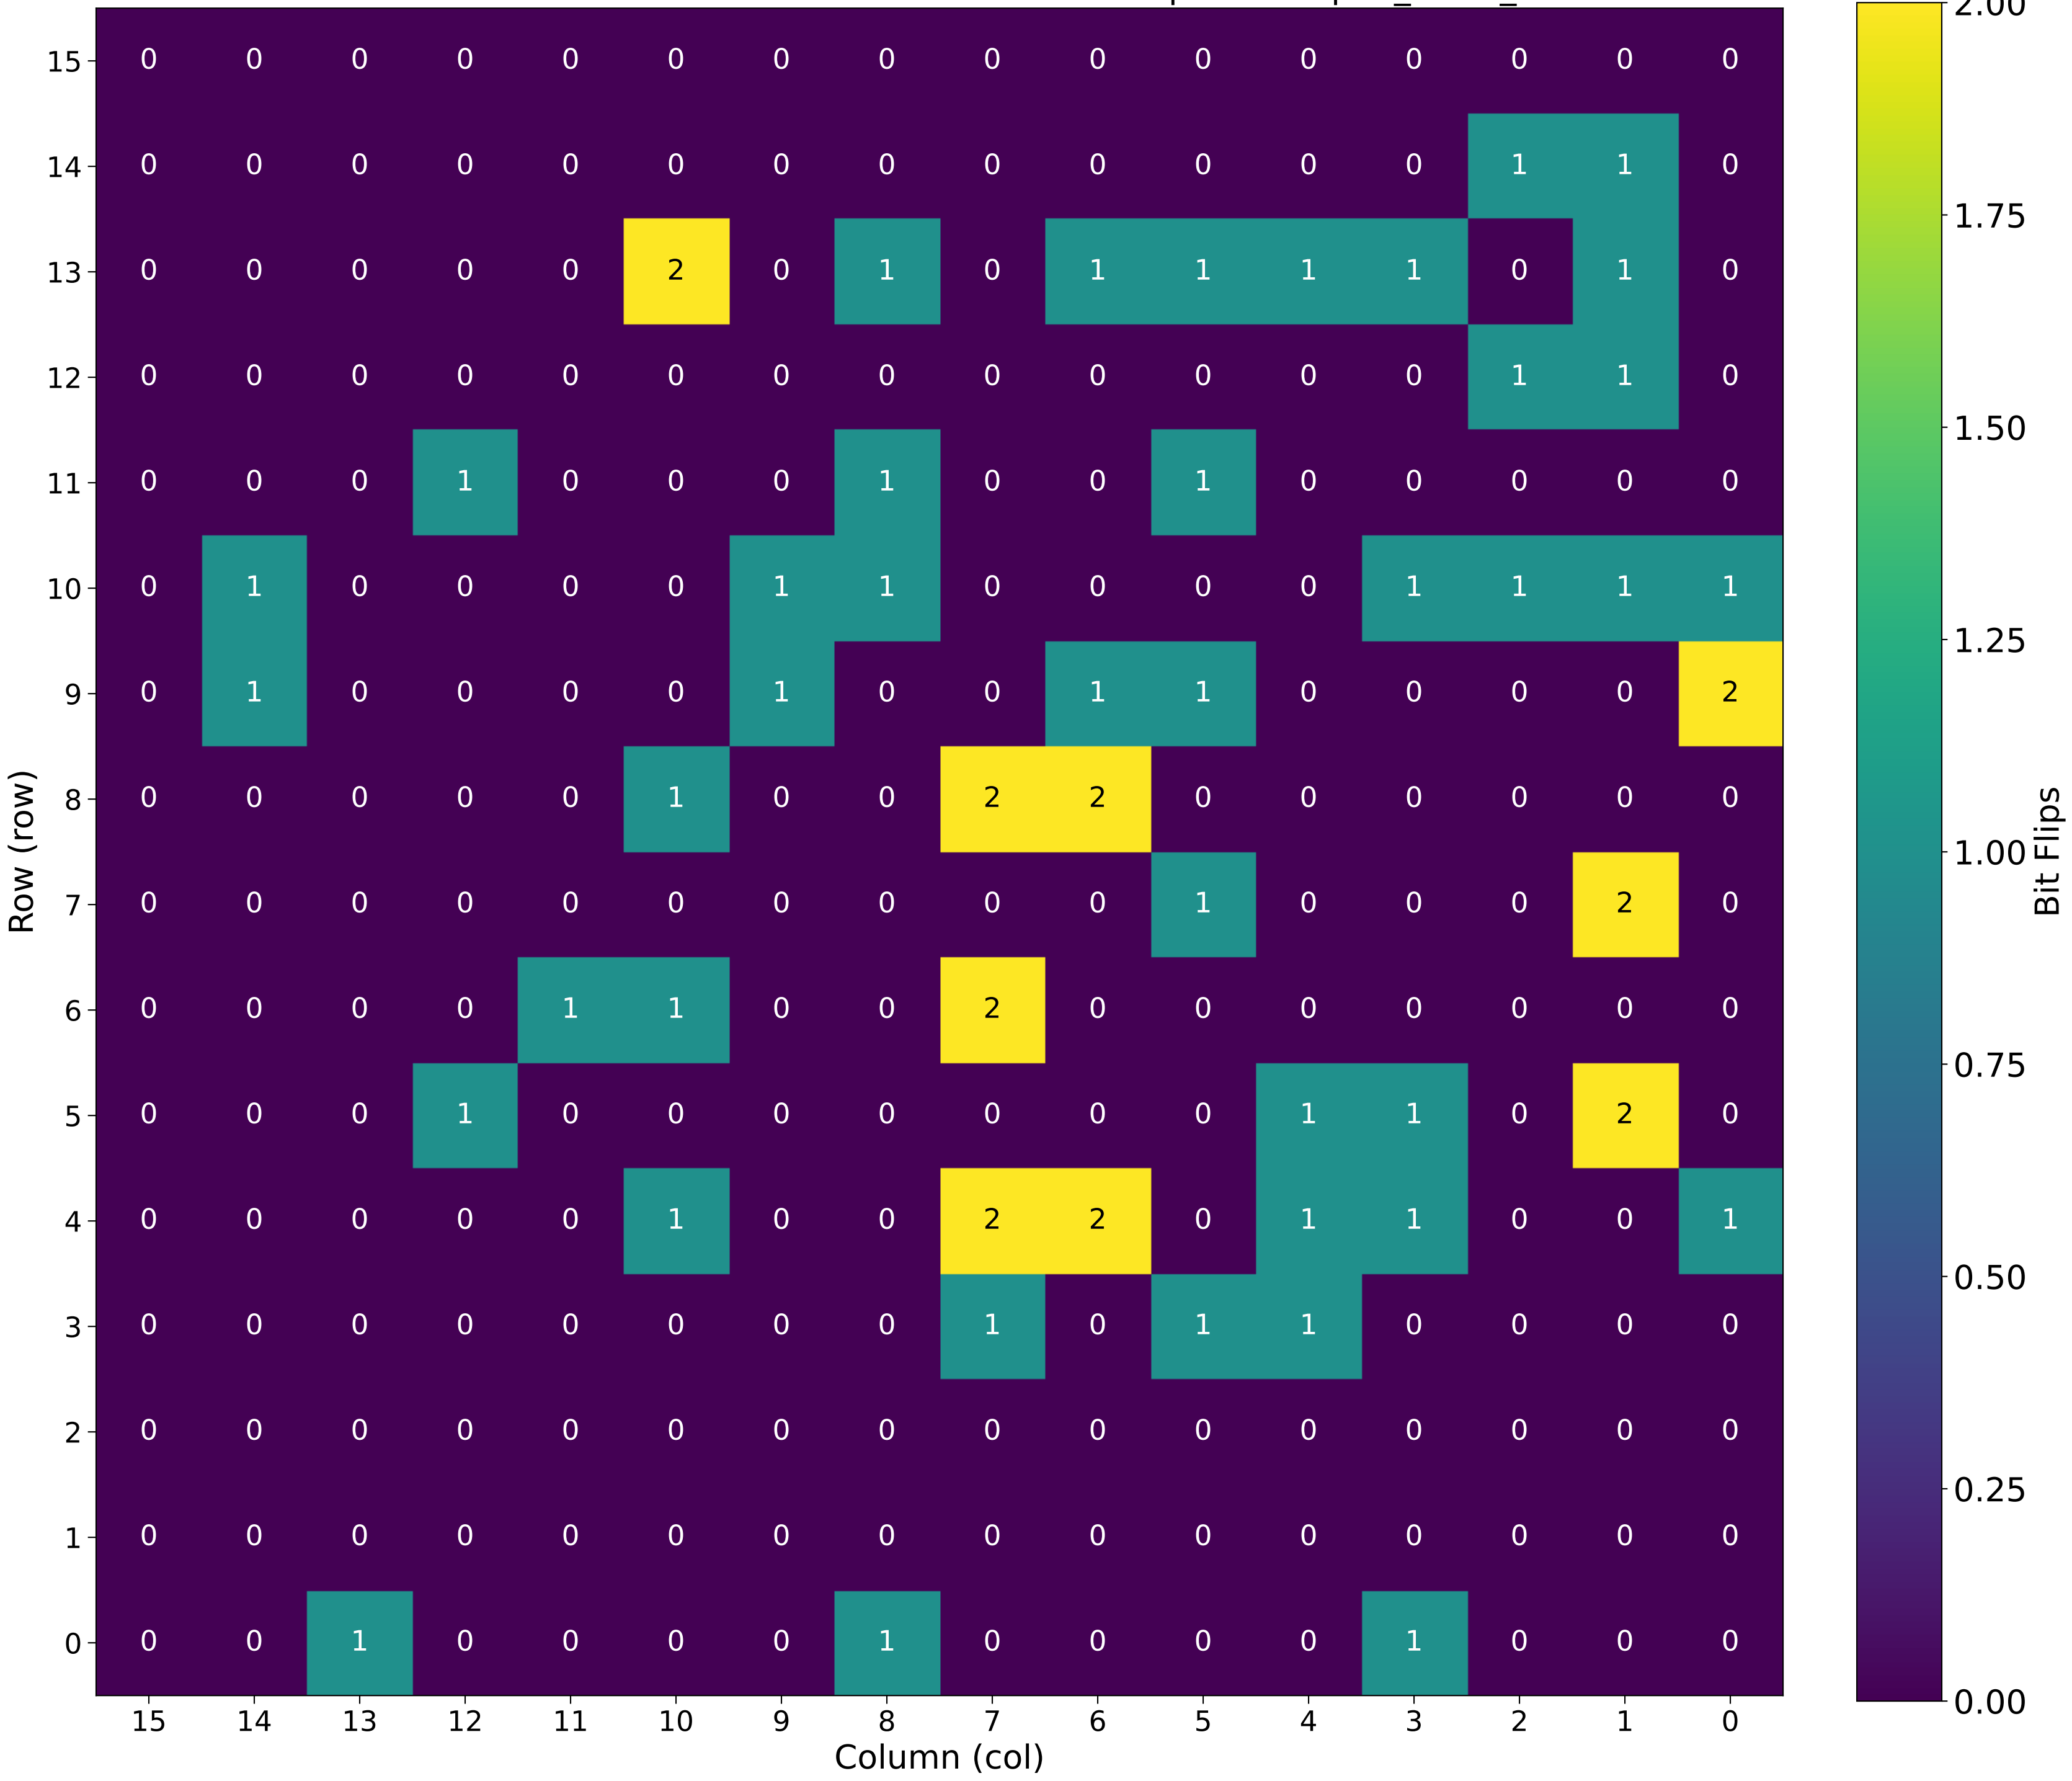 2.00
15 0 0 0 0 0 0 0 0 0 0 0 0 0 0 0 0
14 0 0 0 0 0 0 0 0 0 0 0 0 0 1 1 0
1.75
13 0 0 0 0 0 2 0 1 0 1 1 1 1 0 1 0
12 0 0 0 0 0 0 0 0 0 0 0 0 0 1 1 0
1.50
11 0 0 0 1 0 0 0 1 0 0 1 0 0 0 0 0
10 0 1 0 0 0 0 1 1 0 0 0 0 1 1 1 1
1.25
9 0 1 0 0 0 0 1 0 0 1 1 0 0 0 0 2
8 0 0 0 0 0 1 0 0 2 2 0 0 0 0 0 0
1.00
7 0 0 0 0 0 0 0 0 0 0 1 0 0 0 2 0
6 0 0 0 0 1 1 0 0 2 0 0 0 0 0 0 0
0.75
5 0 0 0 1 0 0 0 0 0 0 0 1 1 0 2 0
4 0 0 0 0 0 1 0 0 2 2 0 1 1 0 0 1
0.50
3 0 0 0 0 0 0 0 0 1 0 1 1 0 0 0 0
2 0 0 0 0 0 0 0 0 0 0 0 0 0 0 0 0
0.25
1 0 0 0 0 0 0 0 0 0 0 0 0 0 0 0 0
0 0 0 1 0 0 0 0 1 0 0 0 0 1 0 0 0
0.00
15 14 13 12 11 10 9 8 7 6 5 4 3 2 1 0
Column (col)
Row (row)
Bit Flips